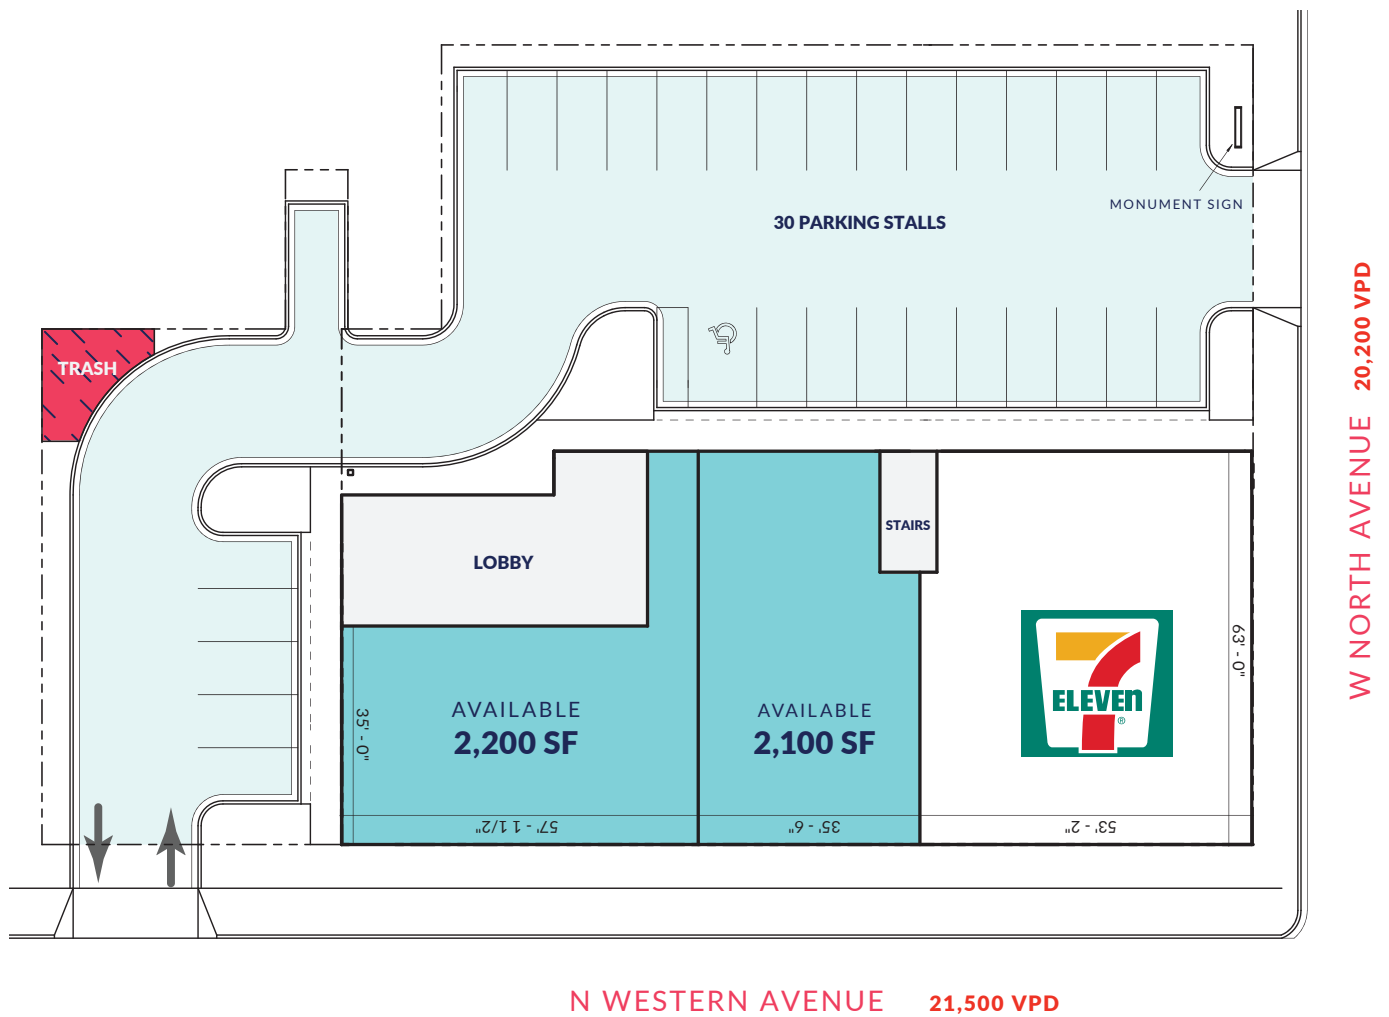 MONUMENT SIGN
30 PARKING STALLS
TRASH
LOBBY
STAIRS
AVAILABLE
2,200 SF
AVAILABLE
2,100 SF
ELEVEn
®
63' - 0"
35' - 0"
57' - 1 1/2"
35' - 6"
53' - 2"
W NORTH AVENUE 20,200 VPD
N WESTERN AVENUE 21,500 VPD